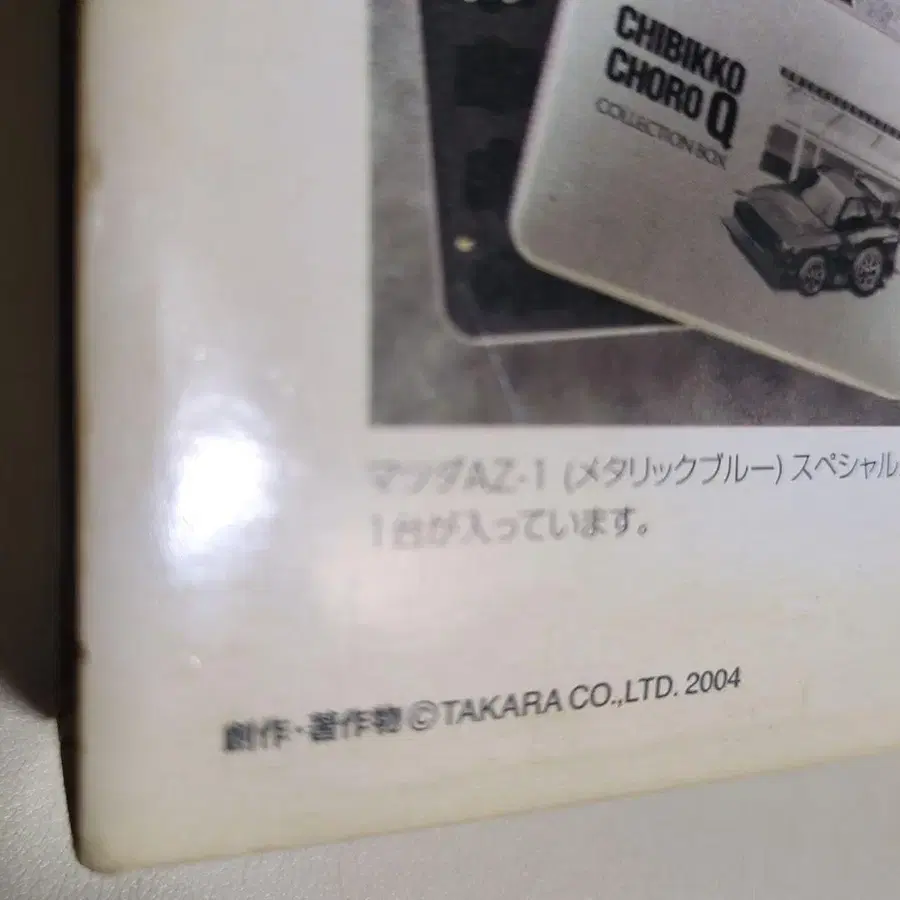 CHIBIKKO
CHORO Q
COLLECTION BOX
マツダAZ-1 (メタリックブルー) スペシャル
1台が入っています。
創作・著作物 ©TAKARA CO.,LTD. 2004